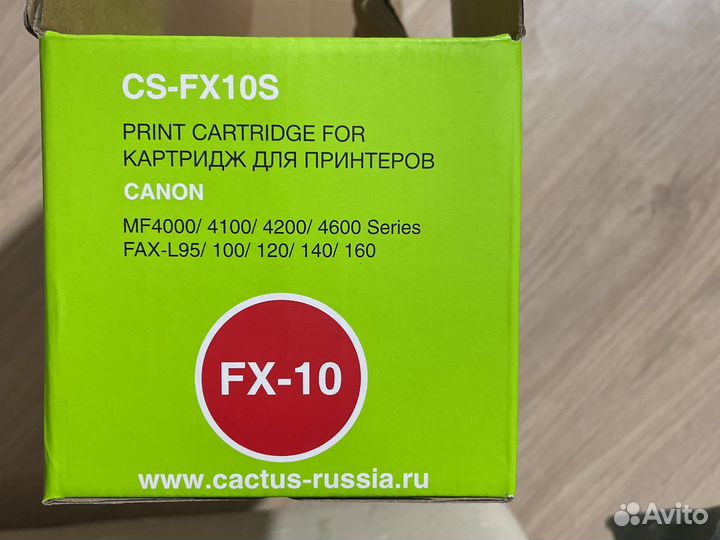 CS-FX10S
PRINT CARTRIDGE FOR
КАРТРИДЖ ДЛЯ ПРИНТЕРОВ
CANON
MF4000/ 4100/ 4200/ 4600 Series
FAX-L95/ 100/ 120/ 140/ 160
FX-10
www.cactus-russia.ru
Avito